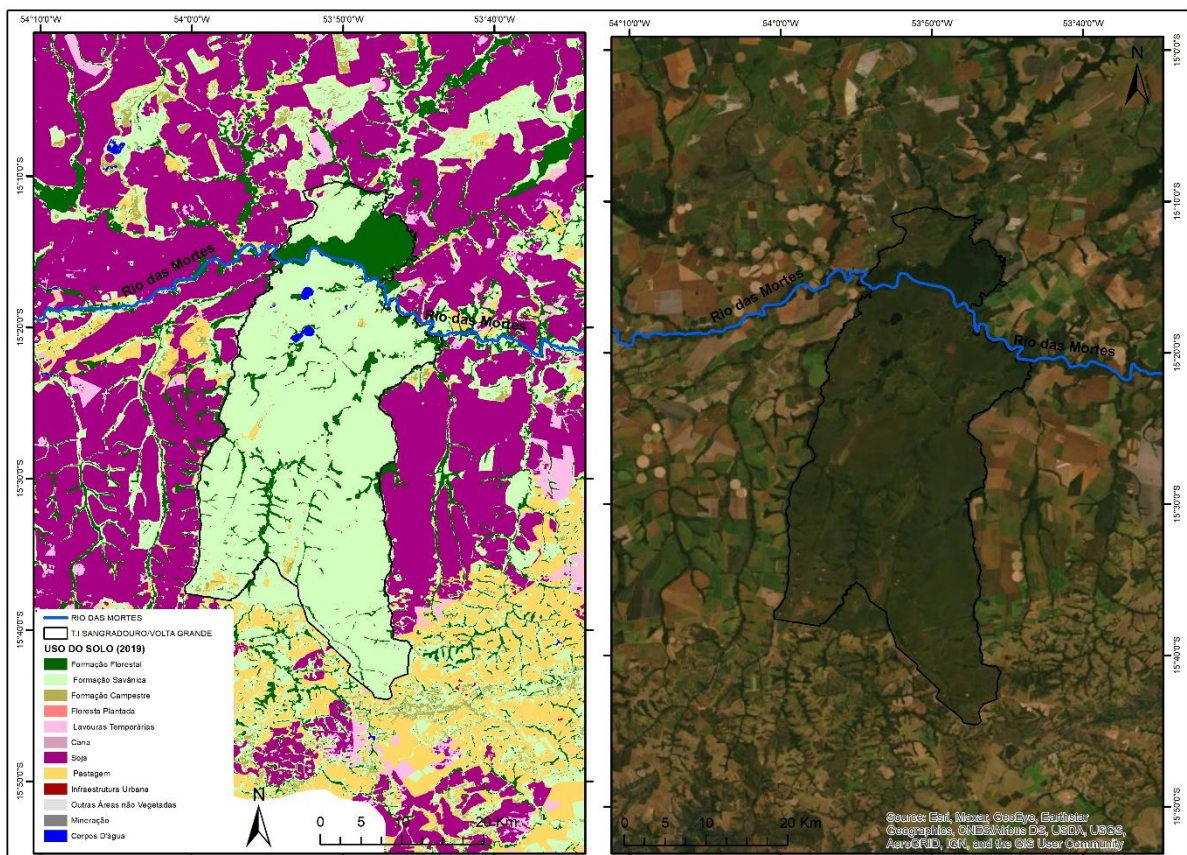 54°10'0"W
54°0'0"W
53°50'0"W
53°40'0"W
15°10'0"S
15°20'0"S
15°30'0"S
15°40'0"S
15°50'0"S
Rio das Mortes
Rio das Mortes
RIO DAS MORTES
T.I SANGRADOURO/VOLTA GRANDE
USO DO SOLO (2019)
Formação Florestal
Formação Savânica
Formação Campestre
Floresta Plantada
Lavouras Temporárias
Cana
Soja
Pastagem
Infraestrutura Urbana
Outras Áreas não Vegetadas
Mineração
Corpos D'água
N
0 5 10 20 Km
54°10'0"W
54°0'0"W
53°50'0"W
53°40'0"W
N
15°0'0"S
15°10'0"S
15°20'0"S
15°30'0"S
15°40'0"S
15°50'0"S
Rio das Mortes
Rio das Mortes
0 5 10 20 Km
Source: Esri, Maxar, GeoEye, Earthstar
Geographics, CNES/Airbus DS, USDA, USGS,
AeroGRID, IGN, and the GIS User Community